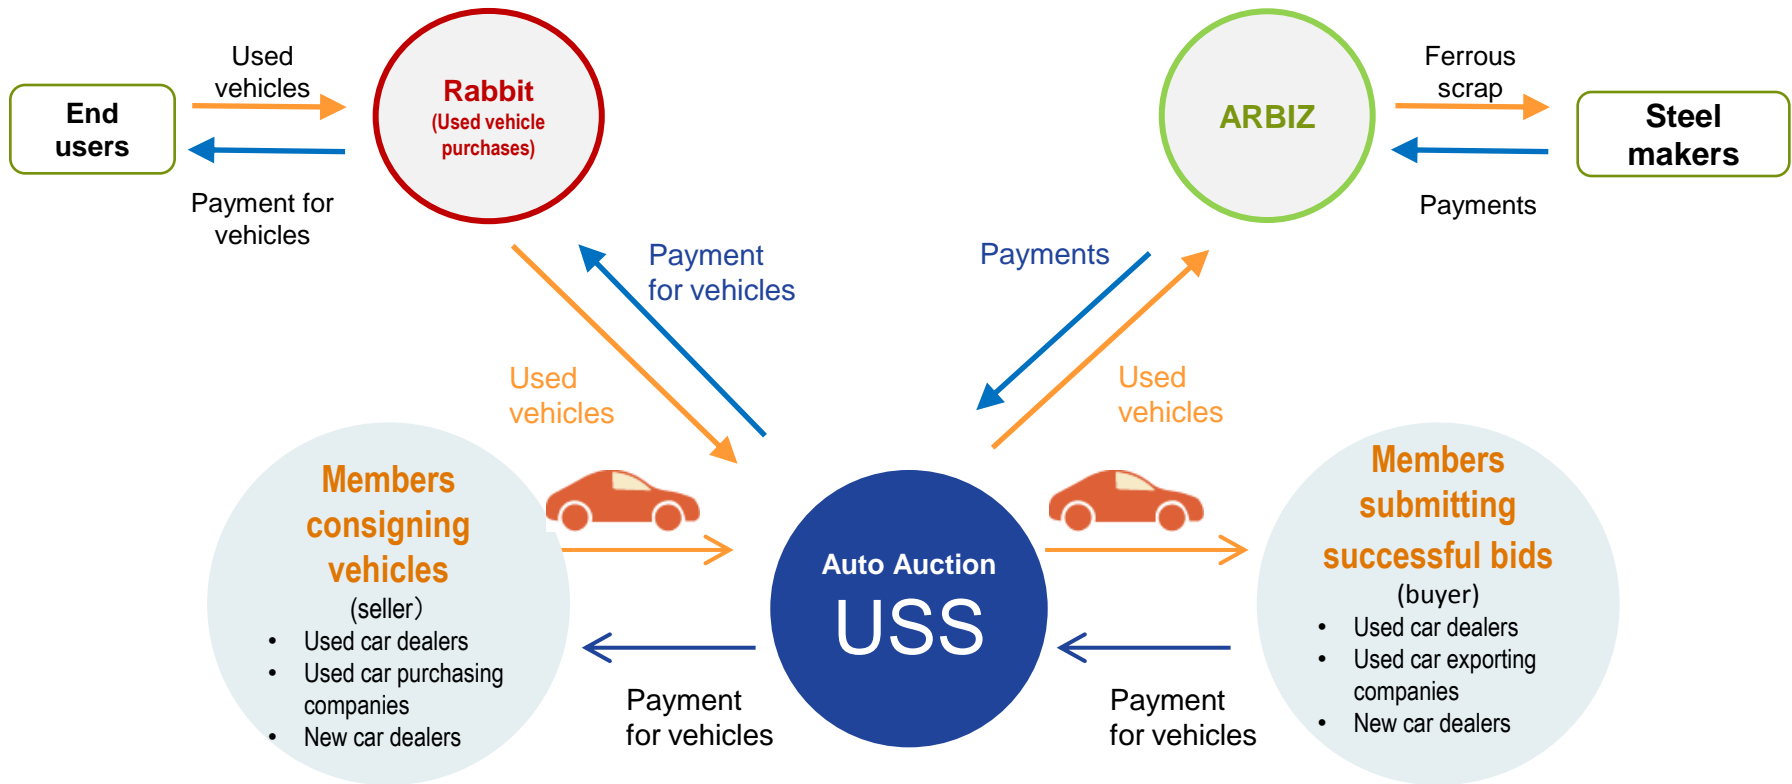 End
users
Used
vehicles
Payment for
vehicles
Rabbit
(Used vehicle
purchases)
ARBIZ
Ferrous
scrap
Payments
Steel
makers
Payment
for vehicles
Used
vehicles
Payments
Used
vehicles
Members
consigning
vehicles
(seller）
• Used car dealers
• Used car purchasing
companies
• New car dealers
Payment
for vehicles
Auto Auction
USS
Payment
for vehicles
Members
submitting
successful bids
(buyer)
• Used car dealers
• Used car exporting
companies
• New car dealers